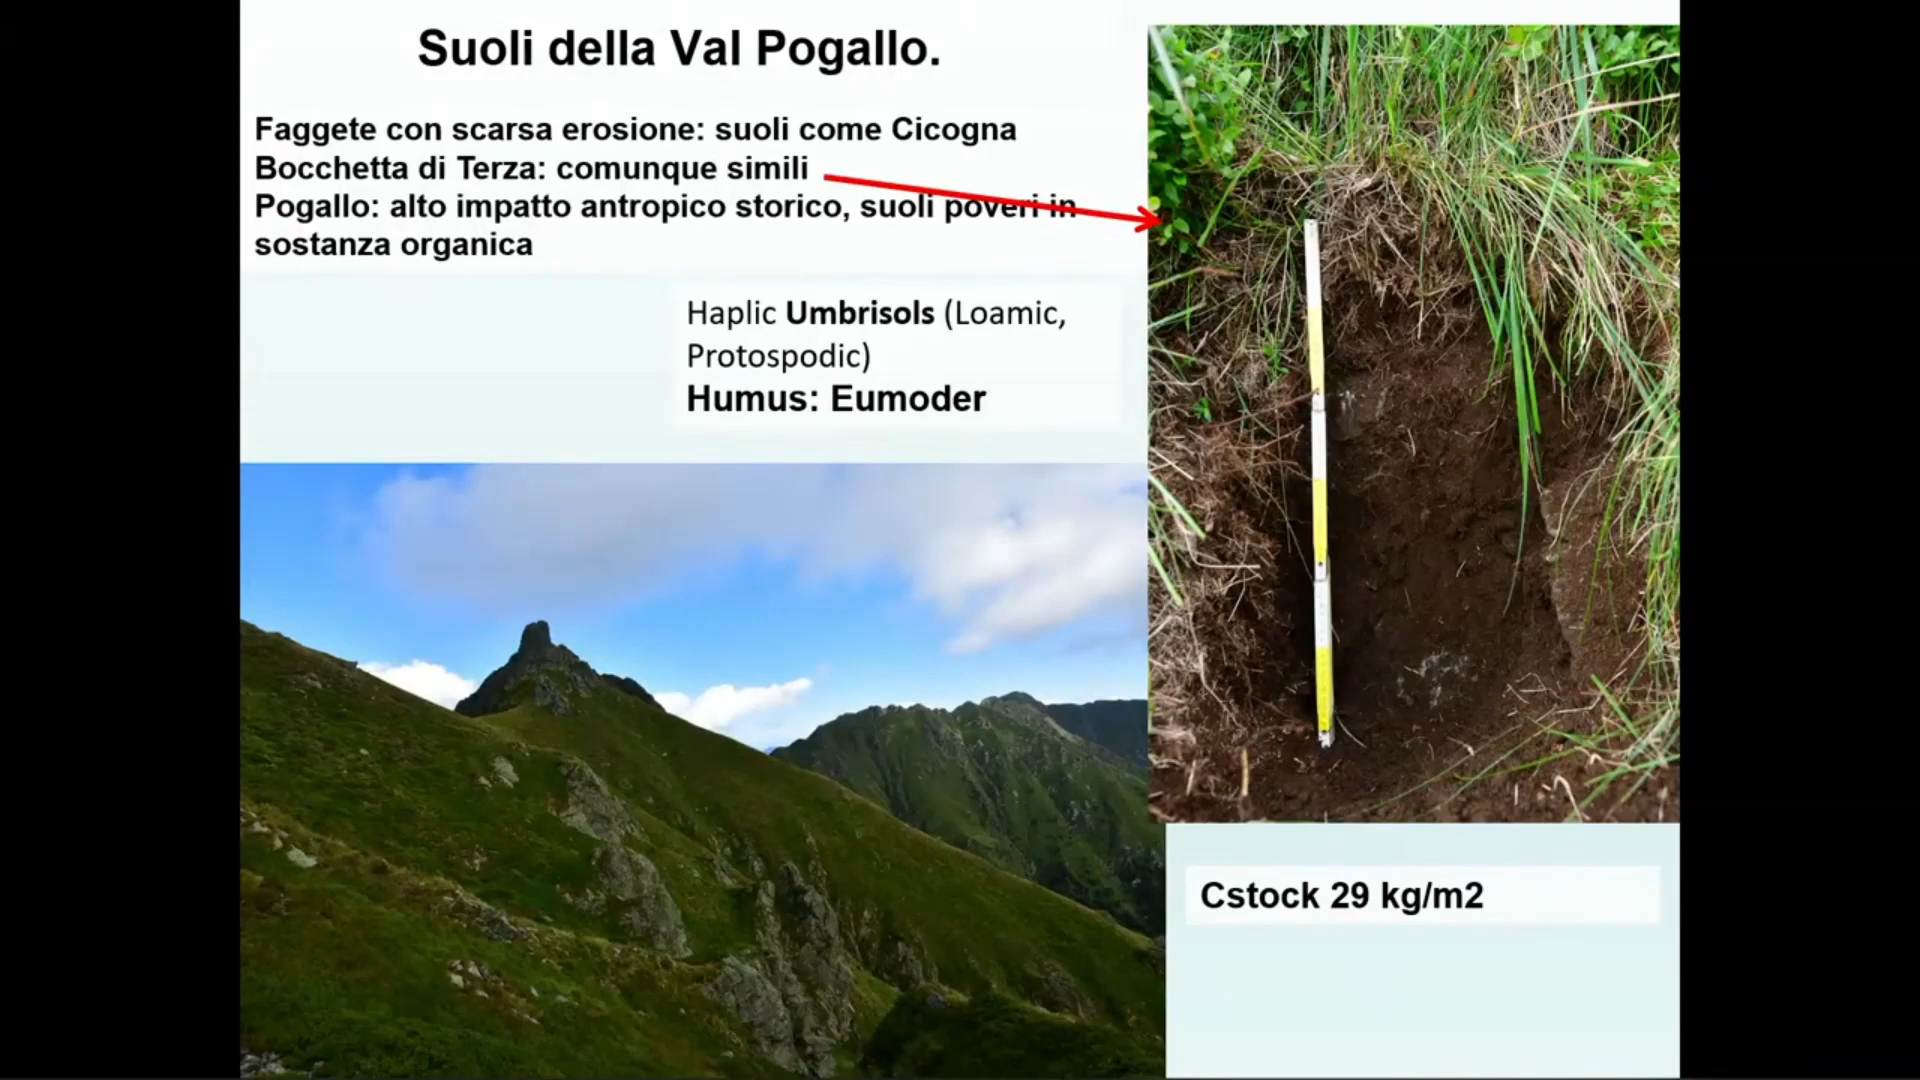 Suoli della Val Pogallo.
Faggete con scarsa erosione: suoli come Cicogna
Bocchetta di Terza: comunque simili
Pogallo: alto impatto antropico storico, suoli poveri in
sostanza organica
Haplic Umbrisols (Loamic,
Protospodic)
Humus: Eumoder
Cstock 29 kg/m2